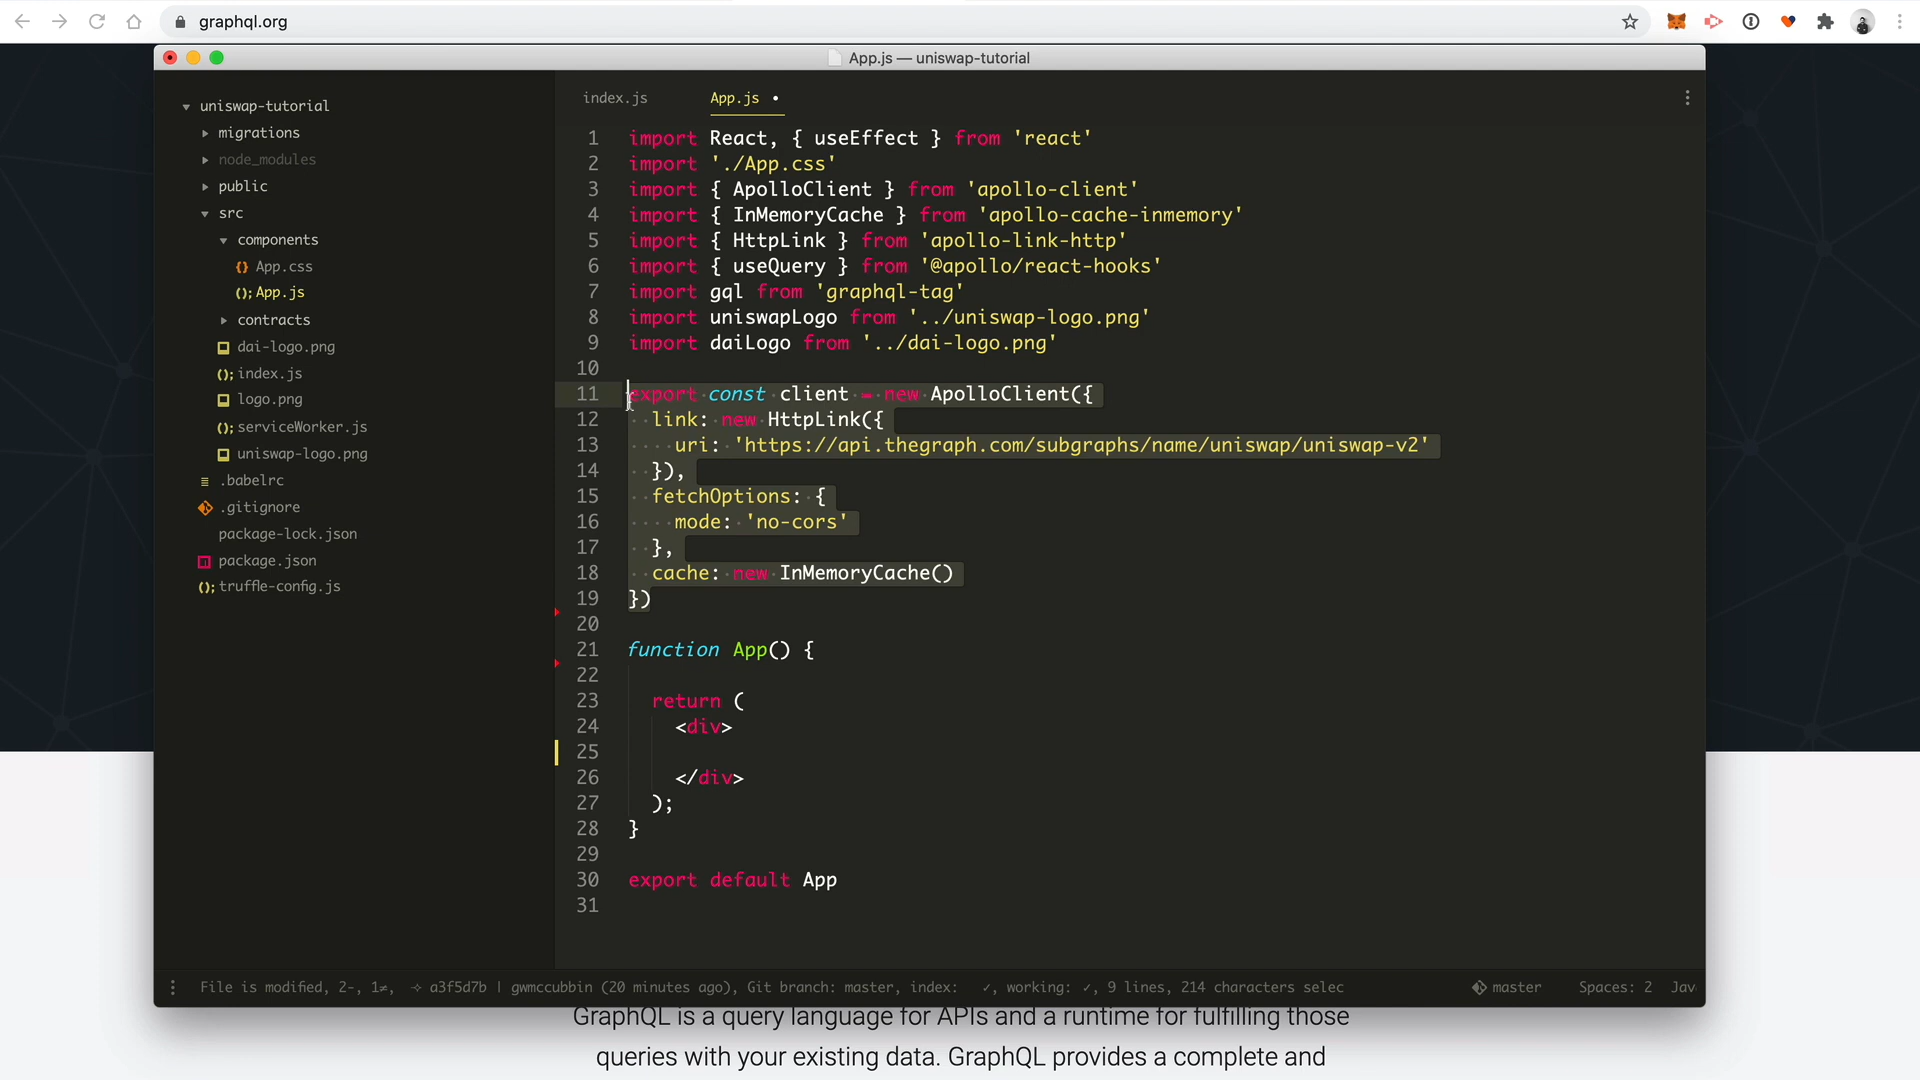 graphql.org
App.js — uniswap-tutorial
uniswap-tutorial
migrations
node_modules
public
src
components
App.css
App.js
contracts
dai-logo.png
index.js
logo.png
serviceWorker.js
uniswap-logo.png
.babelrc
.gitignore
package-lock.json
package.json
truffle-config.js
index.js
App.js
1 import React, { useEffect } from 'react'
2 import './App.css'
3 import { ApolloClient } from 'apollo-client'
4 import { InMemoryCache } from 'apollo-cache-inmemory'
5 import { HttpLink } from 'apollo-link-http'
6 import { useQuery } from '@apollo/react-hooks'
7 import gql from 'graphql-tag'
8 import uniswapLogo from '../uniswap-logo.png'
9 import daiLogo from '../dai-logo.png'
10
11 export const client = new ApolloClient({
12 link: new HttpLink({
13 uri: 'https://api.thegraph.com/subgraphs/name/uniswap/uniswap-v2'
14 }),
15 fetchOptions: {
16 mode: 'no-cors'
17 },
18 cache: new InMemoryCache()
19 })
20
21 function App() {
22
23 return (
24 <div>
25
26 </div>
27 );
28 }
29
30 export default App
31
File is modified, 2-, 1≠, a3f5d7b | gwmccubbin (20 minutes ago), Git branch: master, index: ✓, working: ✓, 9 lines, 214 characters selec
master
Spaces: 2
Jav
GraphQL is a query language for APIs and a runtime for fulfilling those
queries with your existing data. GraphQL provides a complete and